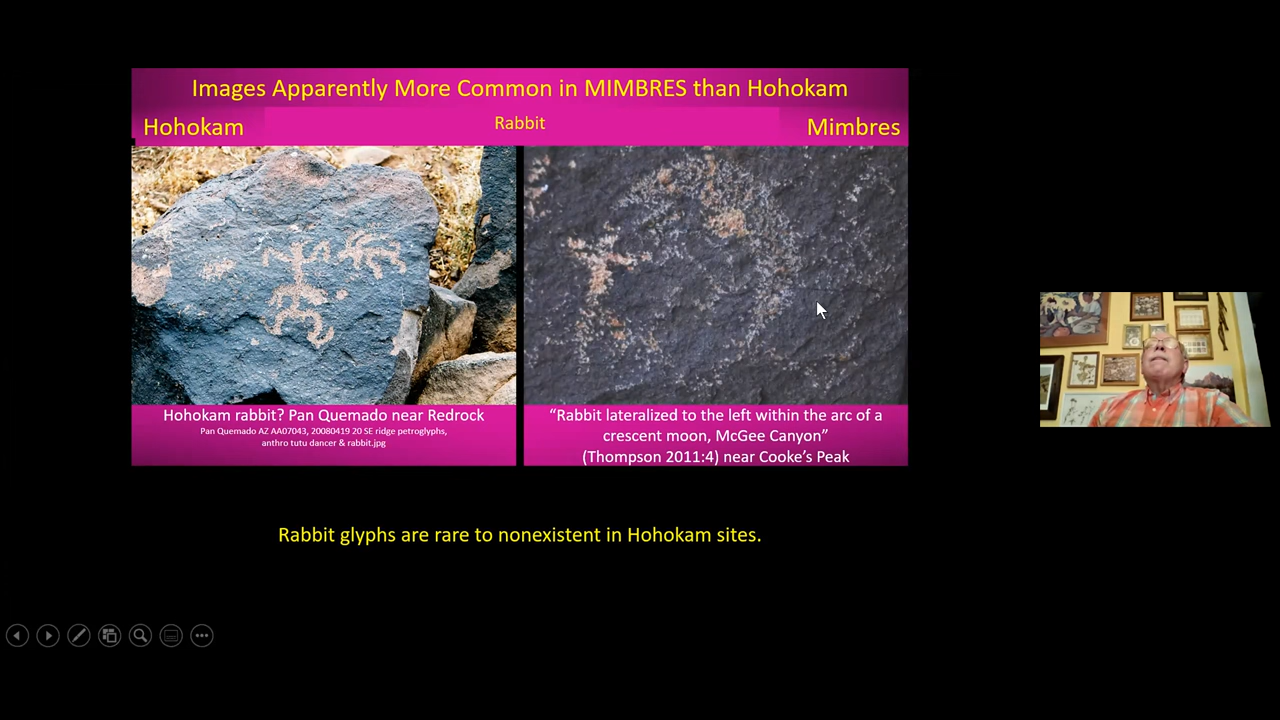 Images Apparently More Common in MIMBRES than Hohokam
Hohokam
Rabbit
Mimbres
Hohokam rabbit? Pan Quemado near Redrock
Pan Quemado AZ AA07043, 20080419 20 SE ridge petroglyphs,
anthro tutu dancer & rabbit.jpg
“Rabbit lateralized to the left within the arc of a
crescent moon, McGee Canyon”
(Thompson 2011:4) near Cooke’s Peak
Rabbit glyphs are rare to nonexistent in Hohokam sites.